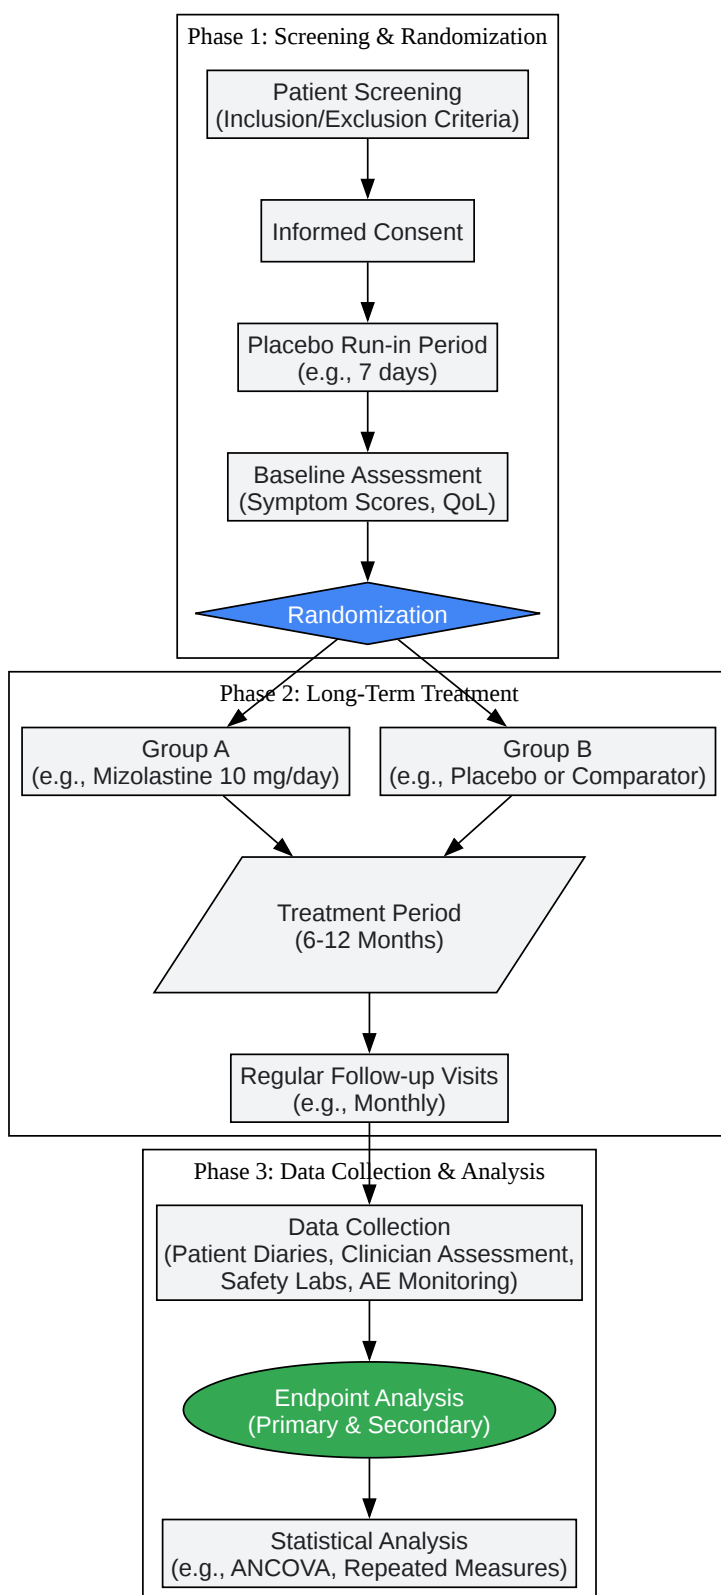 Phase 1: Screening & Randomization
Patient Screening
(Inclusion/Exclusion Criteria)
Informed Consent
Placebo Run-in Period
(e.g., 7 days)
Baseline Assessment
(Symptom Scores, QoL)
Randomization
Phase 2: Long-Term Treatment
Group A
(e.g., Mizolastine 10 mg/day)
Group B
(e.g., Placebo or Comparator)
Treatment Period
(6-12 Months)
Regular Follow-up Visits
(e.g., Monthly)
Phase 3: Data Collection & Analysis
Data Collection
(Patient Diaries, Clinician Assessment,
Safety Labs, AE Monitoring)
Endpoint Analysis
(Primary & Secondary)
Statistical Analysis
(e.g., ANCOVA, Repeated Measures)